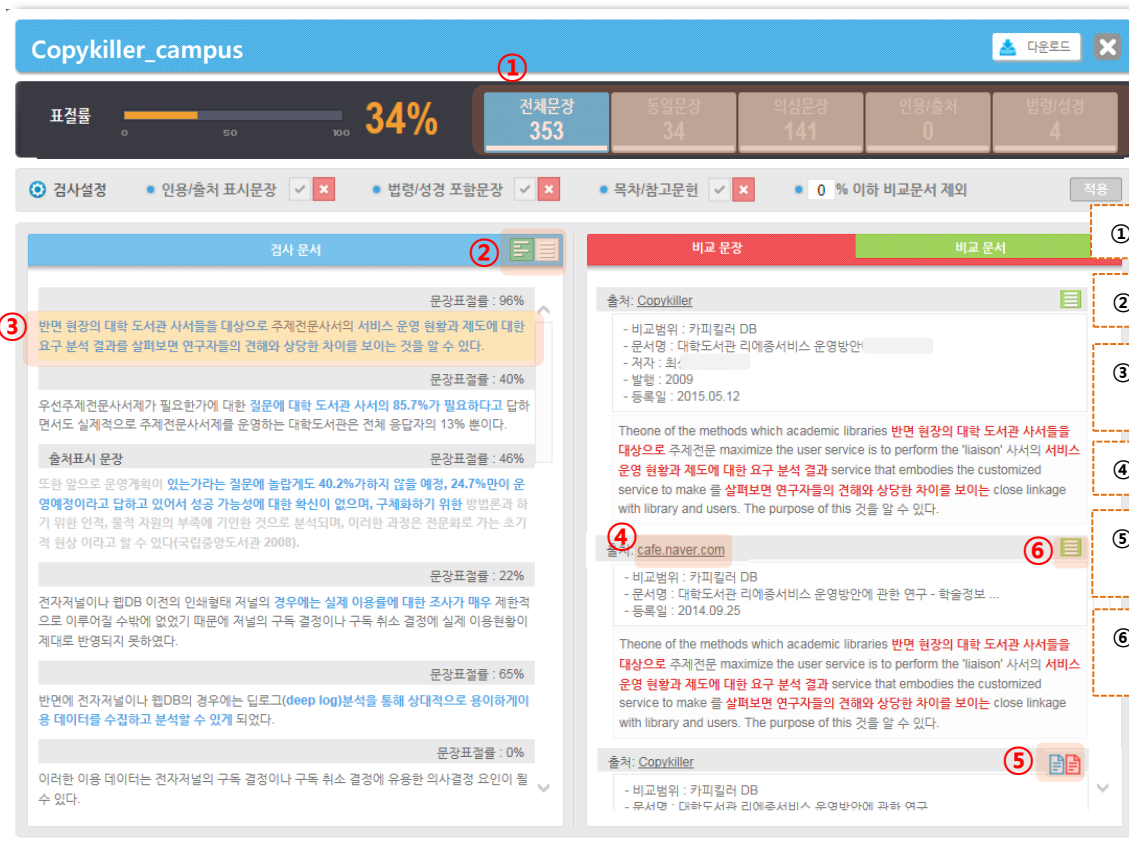 Copykiller_campus
다운로드
①
표절률
0 50 100
34%
전체문장
353
동일문장
34
의심문장
141
인용/출처
0
법령/성경
4
검사설정
인용/출처 표시문장
법령/성경 포함문장
목차/참고문헌
0 % 이하 비교문서 제외
적용
검사 문서
②
문장표절률 : 96%
③
반면 현장의 대학 도서관 사서들을 대상으로 주제전문사서의 서비스 운영 현황과 제도에 대한
요구 분석 결과를 살펴보면 연구자들의 견해와 상당한 차이를 보이는 것을 알 수 있다.
문장표절률 : 40%
우선주제전문사서제가 필요한가에 대한 질문에 대학 도서관 사서의 85.7%가 필요하다고 답하
면서도 실제적으로 주제전문사서제를 운영하는 대학도서관은 전체 응답자의 13% 뿐이다.
출처표시 문장 문장표절률 : 46%
또한 앞으로 운영계획이 있는가라는 질문에 놀랍게도 40.2%가하지 않을 예정, 24.7%만이 운
영예정이라고 답하고 있어서 성공 가능성에 대한 확신이 없으며, 구체화하기 위한 방법론과 하
기 위한 인적, 물적 자원의 부족에 기인한 것으로 분석되며, 이러한 과정은 전문화로 가는 초기
적 현상 이라고 할 수 있다(국립중앙도서관 2008).
문장표절률 : 22%
전자저널이나 웹DB 이전의 인쇄형태 저널의 경우에는 실제 이용률에 대한 조사가 매우 제한적
으로 이루어질 수밖에 없었기 때문에 저널의 구독 결정이나 구독 취소 결정에 실제 이용현황이
제대로 반영되지 못하였다.
문장표절률 : 65%
반면에 전자저널이나 웹DB의 경우에는 딥로그(deep log)분석을 통해 상대적으로 용이하게이
용 데이터를 수집하고 분석할 수 있게 되었다.
문장표절률 : 0%
이러한 이용 데이터는 전자저널의 구독 결정이나 구독 취소 결정에 유용한 의사결정 요인이 될
수 있다.
비교 문장
비교 문서
출처: Copykiller
- 비교범위 : 카피킬러 DB
- 문서명 : 대학도서관 리에종서비스 운영방안
- 저자 :
- 발행 : 2009
- 등록일 : 2015.05.12
Theone of the methods which academic libraries 반면 현장의 대학 도서관 사서들을
대상으로 주제전문 maximize the user service is to perform the 'liaison' 사서의 서비스
운영 현황과 제도에 대한 요구 분석 결과 service that embodies the customized
service to make 를 살펴보면 연구자들의 견해와 상당한 차이를 보이는 close linkage
with library and users. The purpose of this 것을 알 수 있다.
④
출처: cafe.naver.com
⑥
- 비교범위 : 카피킬러 DB
- 문서명 : 대학도서관 리에종서비스 운영방안에 관한 연구 - 학술정보 ...
- 등록일 : 2014.09.25
Theone of the methods which academic libraries 반면 현장의 대학 도서관 사서들을
대상으로 주제전문 maximize the user service is to perform the 'liaison' 사서의 서비스
운영 현황과 제도에 대한 요구 분석 결과 service that embodies the customized
service to make 를 살펴보면 연구자들의 견해와 상당한 차이를 보이는 close linkage
with library and users. The purpose of this 것을 알 수 있다.
출처: Copykiller
⑤
- 비교범위 : 카피킬러 DB
- 문서명 : 대학도서관 리에종서비스 운영방안에 관한 연구
①
②
③
④
⑤
⑥